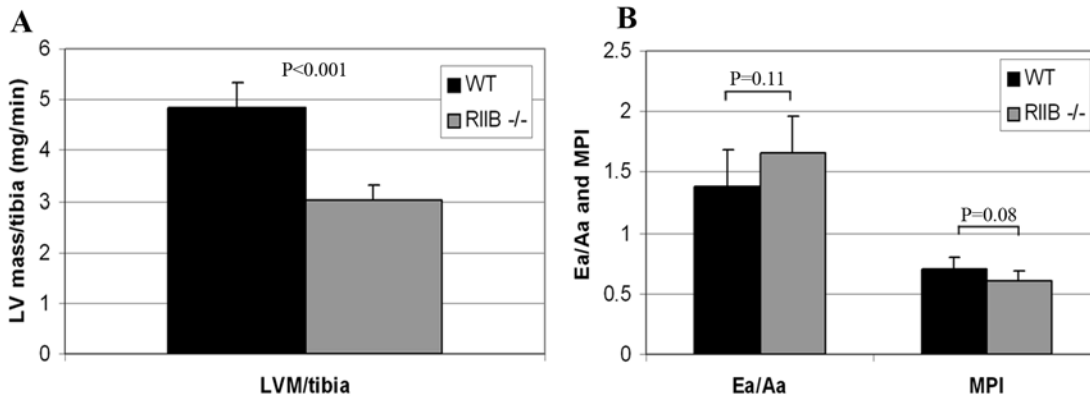 A
LV mass/tibia (mg/min)
6
5
4
3
2
1
0
P<0.001
WT
RIIB -/-
LVM/tibia
B
Ea/Aa and MPI
2.5
2
1.5
1
0.5
0
P=0.11
P=0.08
WT
RIIB -/-
Ea/Aa
MPI